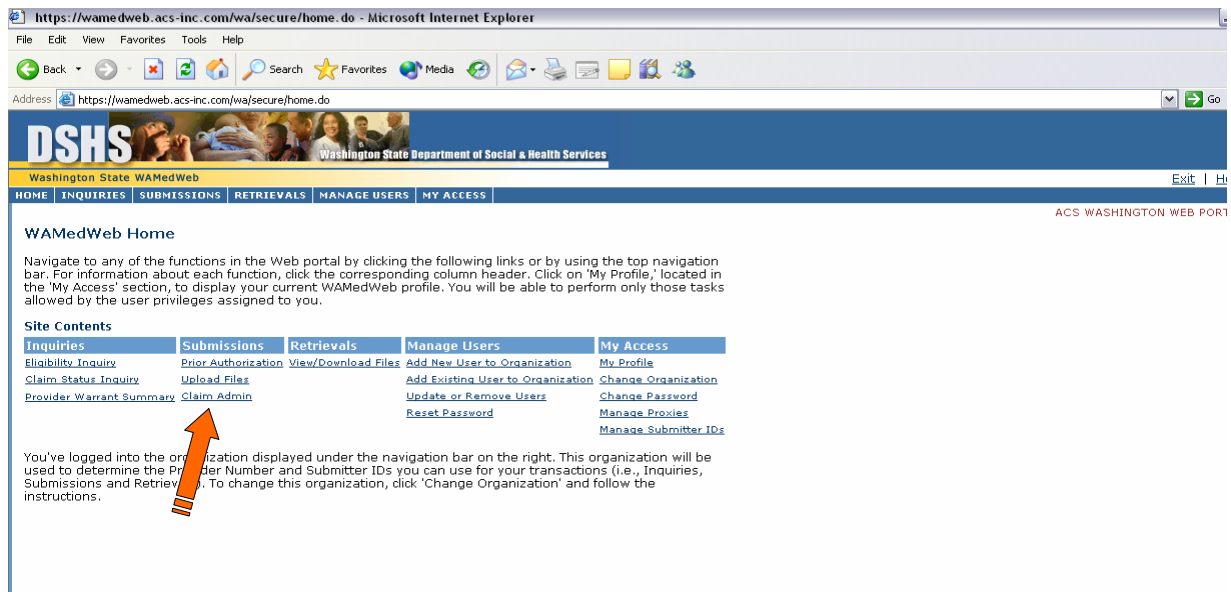 https://wamedweb.acs-inc.com/wa/secure/home.do - Microsoft Internet Explorer
File Edit View Favorites Tools Help
Back Search Favorites Media
Address https://wamedweb.acs-inc.com/wa/secure/home.do Go
DSHS Washington State Department of Social & Health Services
Washington State WAMedWeb
Exit |
HOME INQUIRIES SUBMISSIONS RETRIEVALS MANAGE USERS MY ACCESS
ACS WASHINGTON WEB PORT
WAMedWeb Home
Navigate to any of the functions in the Web portal by clicking the following links or by using the top navigation
bar. For information about each function, click the corresponding column header. Click on 'My Profile,' located in
the 'My Access' section, to display your current WAMedWeb profile. You will be able to perform only those tasks
allowed by the user privileges assigned to you.
Site Contents
Inquiries Submissions Retrievals Manage Users My Access
Eligibility Inquiry Prior Authorization View/Download Files Add New User to Organization My Profile
Claim Status Inquiry Upload Files Add Existing User to Organization Change Organization
Provider Warrant Summary Claim Admin Update or Remove Users Change Password
Reset Password Manage Proxies
Manage Submitter IDs
You've logged into the organization displayed under the navigation bar on the right. This organization will be
used to determine the Provider Number and Submitter IDs you can use for your transactions (i.e., Inquiries,
Submissions and Retrievals). To change this organization, click 'Change Organization' and follow the
instructions.